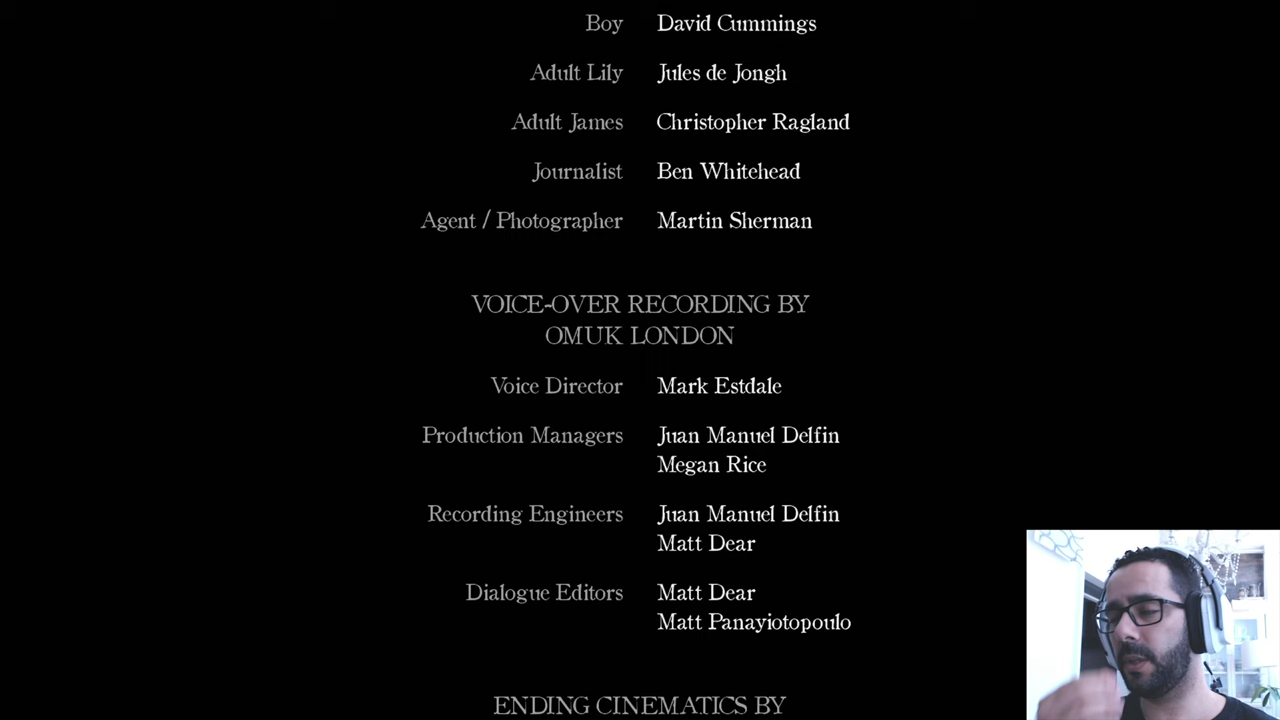 Boy David Cummings
Adult Lily Jules de Jongh
Adult James Christopher Ragland
Journalist Ben Whitehead
Agent / Photographer Martin Sherman
VOICE-OVER RECORDING BY
OMUK LONDON
Voice Director Mark Estdale
Production Managers Juan Manuel Delfin
Megan Rice
Recording Engineers Juan Manuel Delfin
Matt Dear
Dialogue Editors Matt Dear
Matt Panayiotopoulo
ENDING CINEMATICS BY